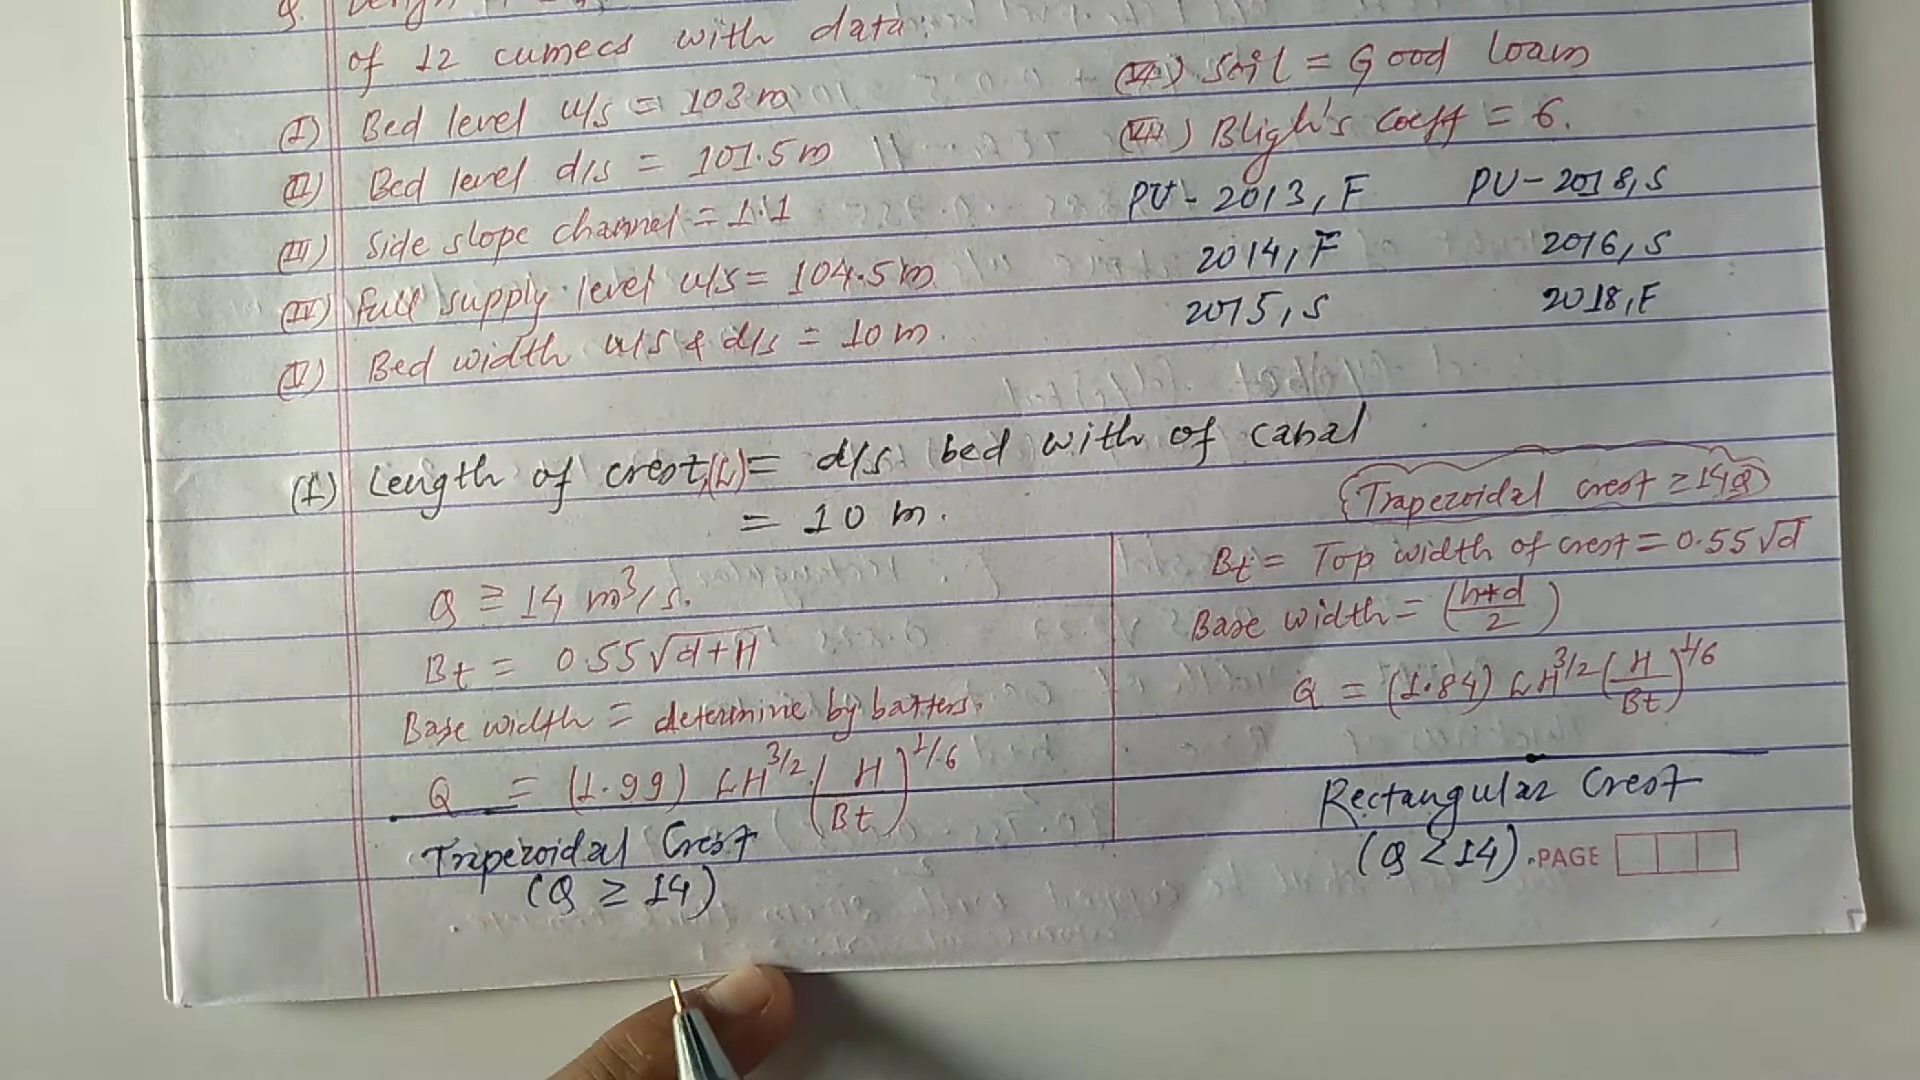 Q. Design
of 12 cumecs with data.
(I) Bed level u/s = 103 m
(II) Bed level d/s = 101.5 m
(III) Side slope channel = 1:1
(IV) Full supply level u/s = 104.5 m
(V) Bed width u/s & d/s = 10 m.
(VI) Soil = Good loam
(VII) Bligh's coeff = 6.
PU - 2013, F PU - 2018, S
2014, F 2016, S
2015, S 2018, F
(1) Length of crest, (L) = d/s bed with of canal
= 10 m.
Q ≥ 14 m³/s.
Bt = 0.55√d+H
Base width = determine by batters.
Q = (1.99) LH^3/2 (H/Bt)^1/6
Trapezoidal Crest
(Q ≥ 14)
Trapezoidal crest ≥ 14Q
Bt = Top width of crest = 0.55√d
Base width = (h+d/2)
Q = (1.84) LH^3/2 (H/Bt)^1/6
Rectangular Crest
(Q < 14).
PAGE